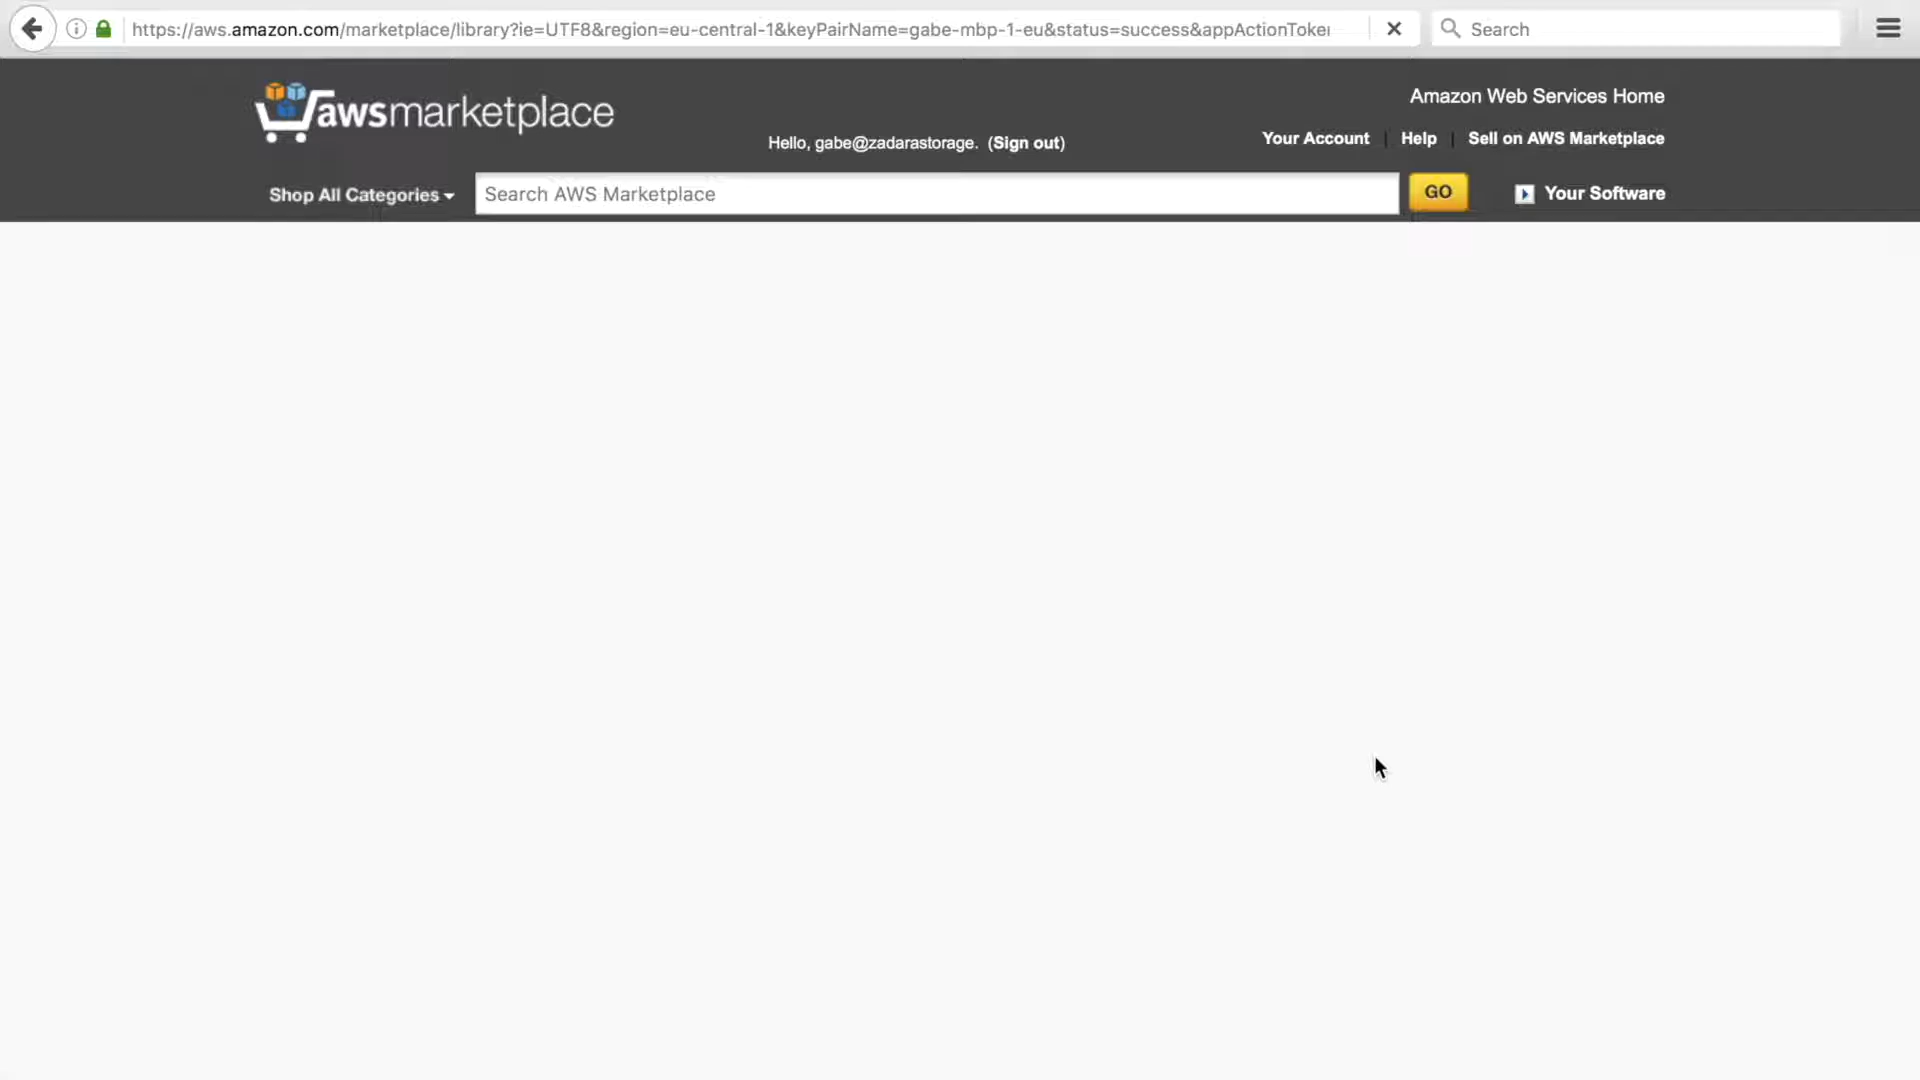 https://aws.amazon.com/marketplace/library?ie=UTF8&region=eu-central-1&keyPairName=gabe-mbp-1-eu&status=success&appActionToke
Search
awsmarketplace
Amazon Web Services Home
Hello, gabe@zadarastorage. (Sign out)
Your Account | Help | Sell on AWS Marketplace
Shop All Categories
Search AWS Marketplace
GO
Your Software